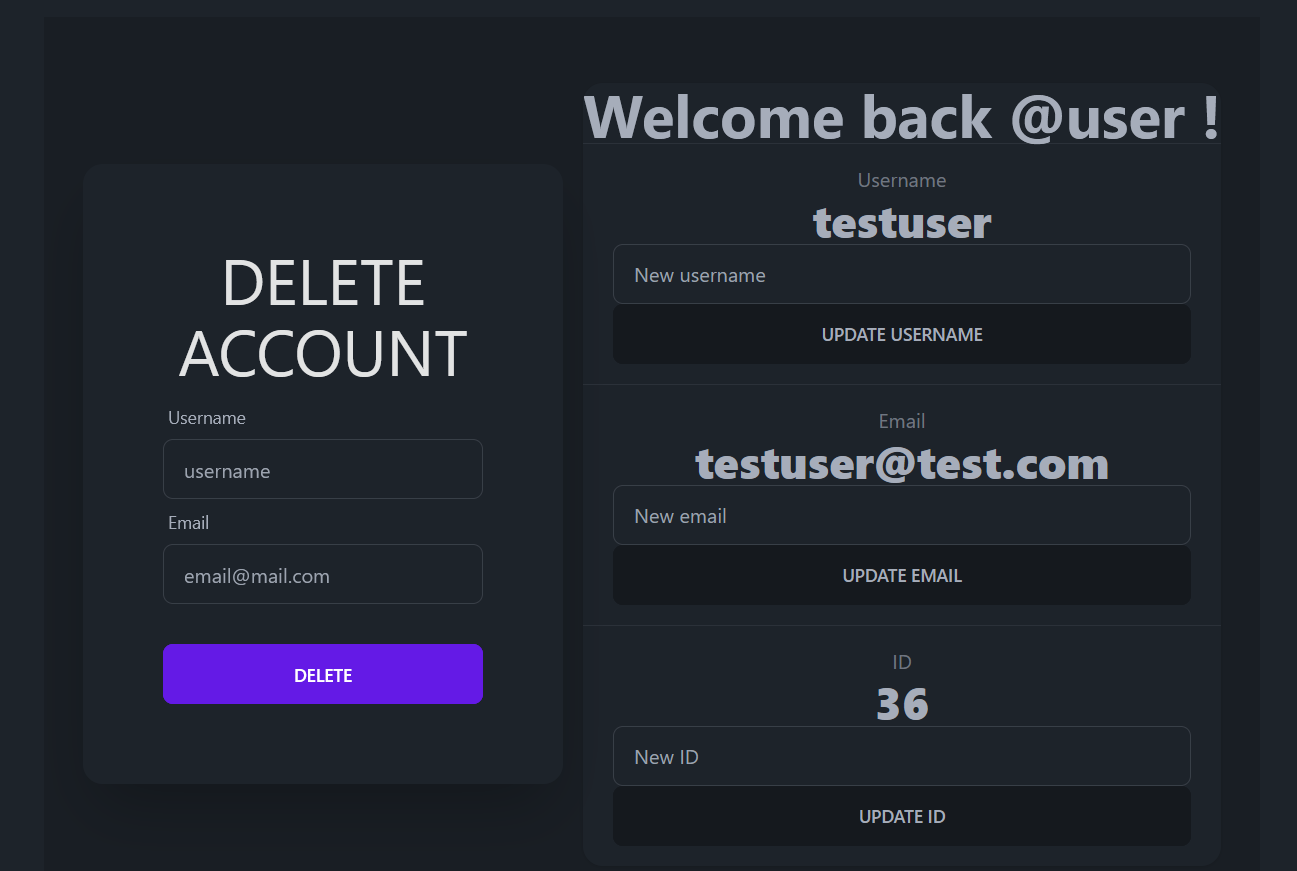 DELETE
ACCOUNT
Username
username
Email
email@mail.com
DELETE
Welcome back @user !
Username
testuser
New username
UPDATE USERNAME
Email
testuser@test.com
New email
UPDATE EMAIL
ID
36
New ID
UPDATE ID